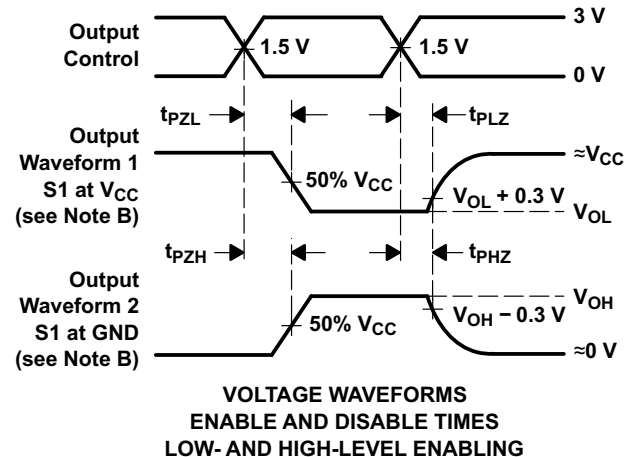 Output
Control
1.5 V
1.5 V
3 V
0 V
tPZL
tPLZ
Output
Waveform 1
S1 at VCC
(see Note B)
50% VCC
≈VCC
VOL + 0.3 V
VOL
tPZH
tPHZ
Output
Waveform 2
S1 at GND
(see Note B)
50% VCC
VOH
VOH − 0.3 V
≈0 V
VOLTAGE WAVEFORMS
ENABLE AND DISABLE TIMES
LOW- AND HIGH-LEVEL ENABLING